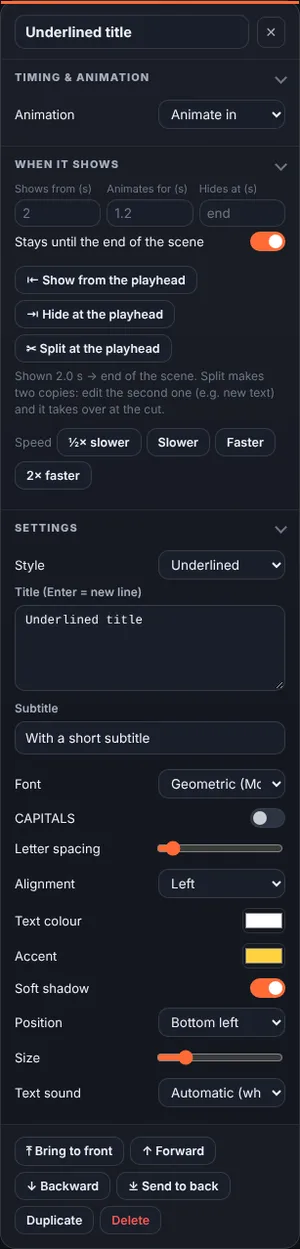 Underlined title ✕
TIMING & ANIMATION
Animation Animate in
WHEN IT SHOWS
Shows from (s) Animates for (s) Hides at (s)
2 1.2 end
Stays until the end of the scene
⇤ Show from the playhead
⇥ Hide at the playhead
✂ Split at the playhead
Shown 2.0 s → end of the scene. Split makes
two copies: edit the second one (e.g. new text)
and it takes over at the cut.
Speed ½× slower Slower Faster
2× faster
SETTINGS
Style Underlined
Title (Enter = new line)
Underlined title
Subtitle
With a short subtitle
Font Geometric (Mo
CAPITALS
Letter spacing
Alignment Left
Text colour
Accent
Soft shadow
Position Bottom left
Size
Text sound Automatic (wh
⤒ Bring to front ↑ Forward
↓ Backward ⤓ Send to back
Duplicate Delete